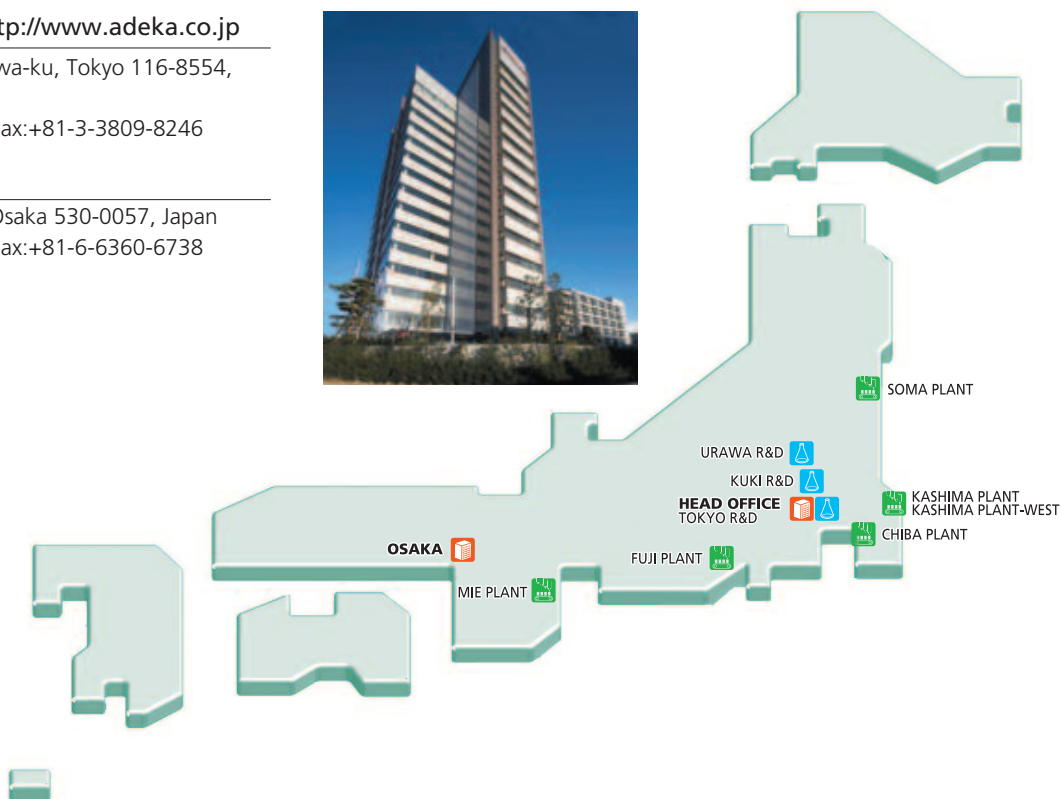 tp://www.adeka.co.jp
wa-ku, Tokyo 116-8554,
ax:+81-3-3809-8246
Osaka 530-0057, Japan
ax:+81-6-6360-6738
SOMA PLANT
URAWA R&D
KUKI R&D
HEAD OFFICE
TOKYO R&D
KASHIMA PLANT
KASHIMA PLANT-WEST
CHIBA PLANT
OSAKA
FUJI PLANT
MIE PLANT